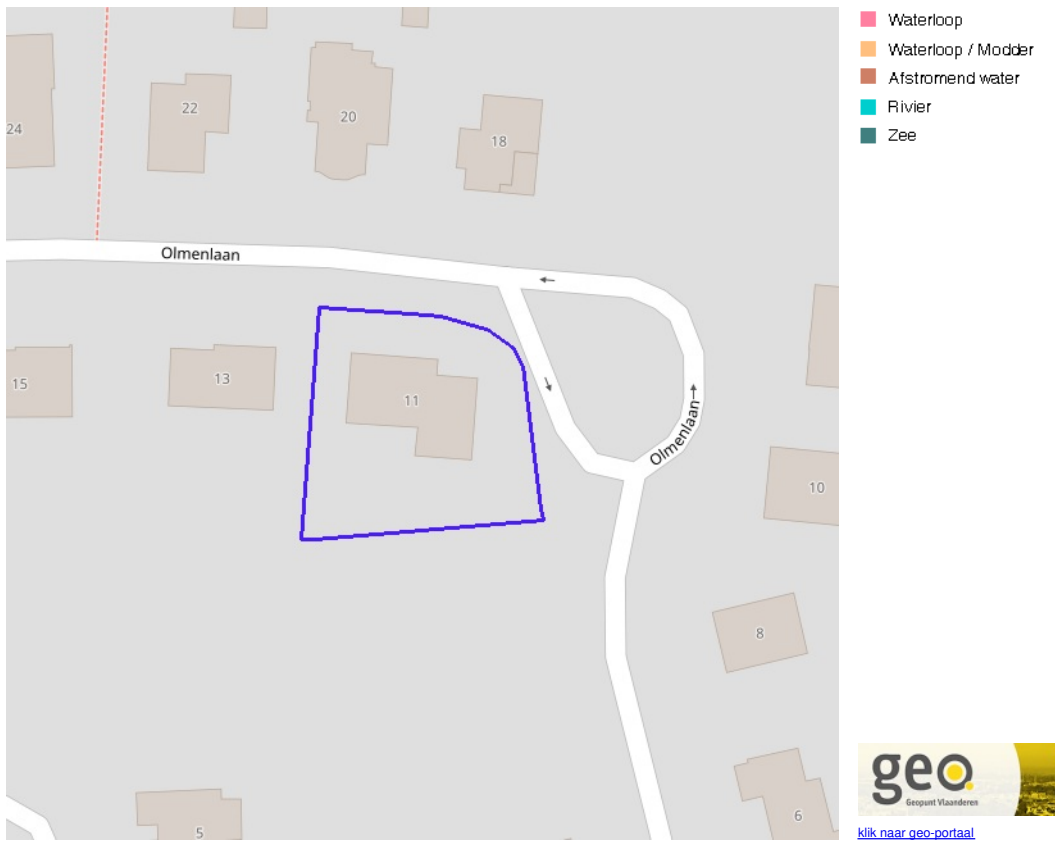 24
22
20
18
Olmenlaan
15
13
11
Olmenlaan
10
8
6
5
Waterloop
Waterloop / Modder
Afstromend water
Rivier
Zee
geo.
Geopunt Vlaanderen
klik naar geo-portaal